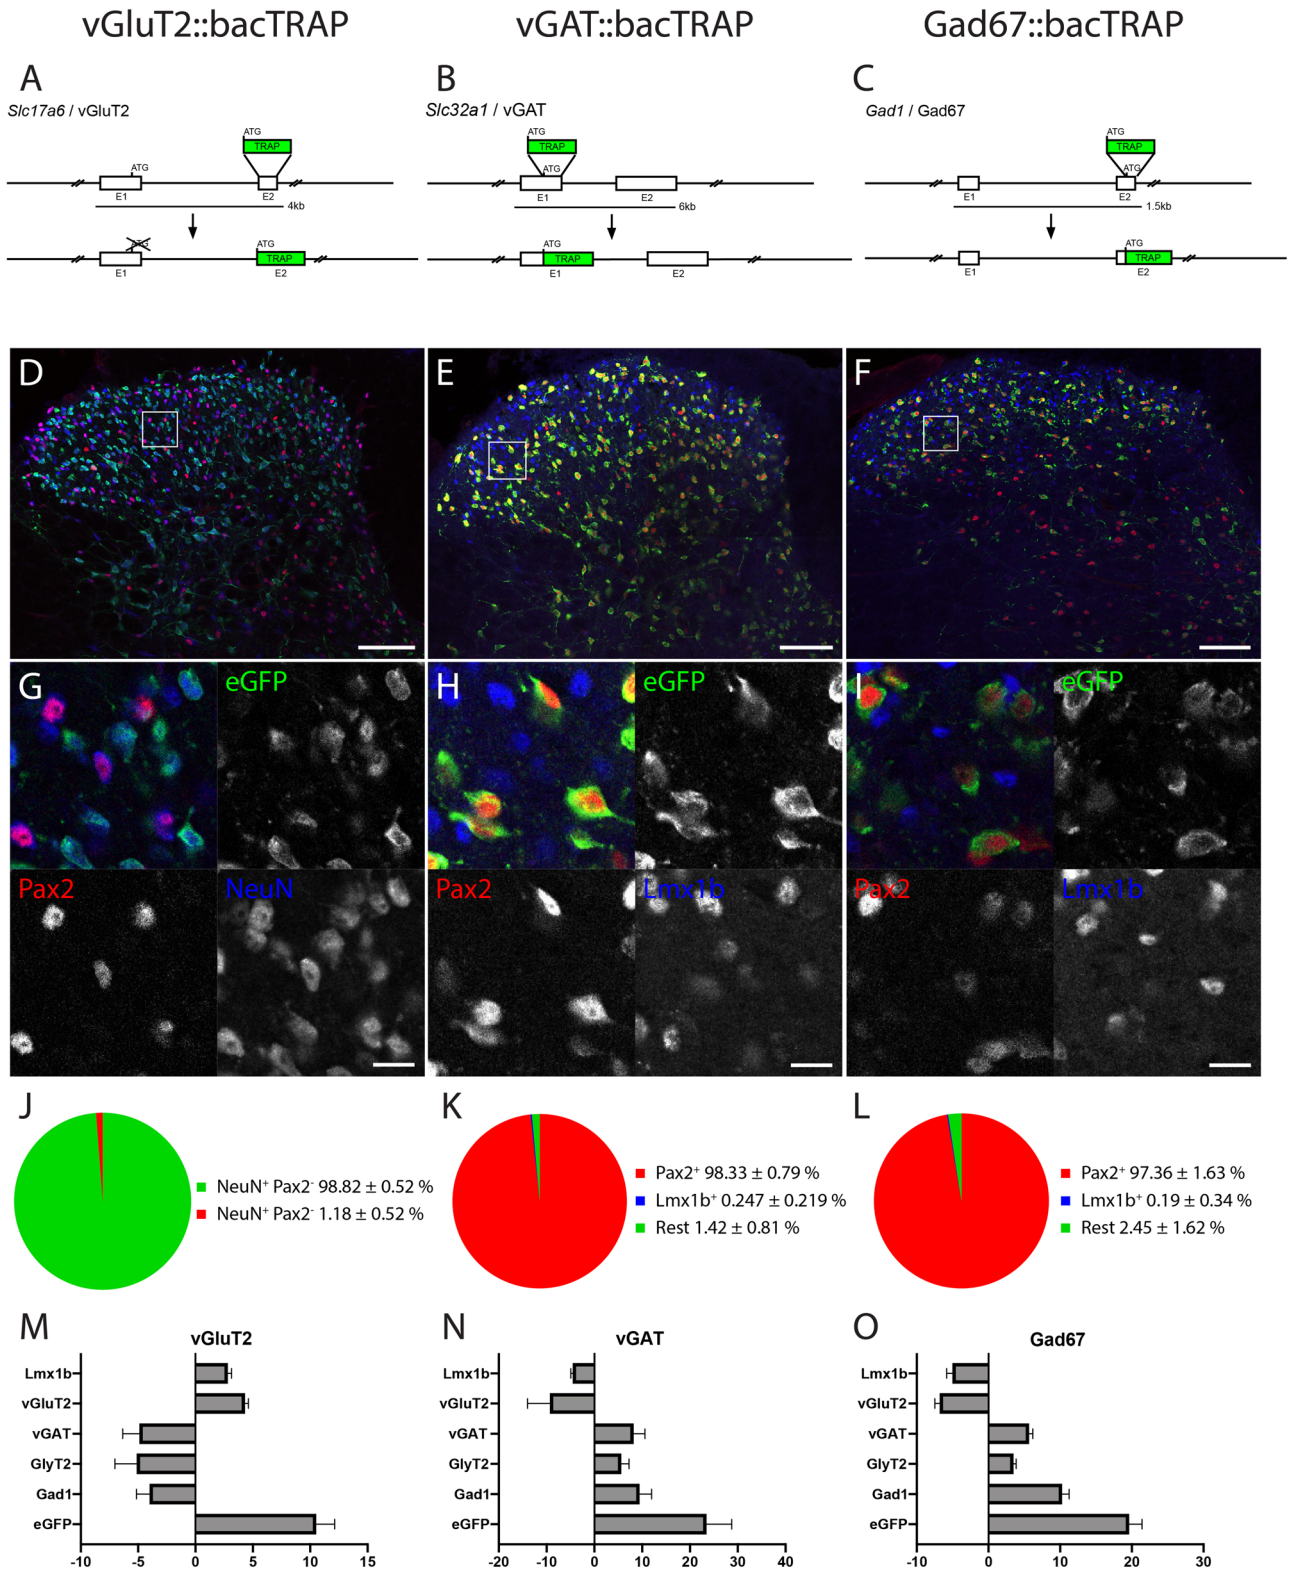 vGluT2::bacTRAP vGAT::bacTRAP Gad67::bacTRAP
A B C
Slc17a6 / vGluT2 Slc32a1 / vGAT Gad1 / Gad67
ATG ATG ATG
TRAP TRAP TRAP
ATG ATG ATG
E1 E2 E1 E2 E1 E2
4kb 6kb 1.5kb
ATG ATG ATG ATG
TRAP TRAP TRAP
E1 E2 E1 E2 E1 E2
D E F
G eGFP H eGFP I eGFP
Pax2 NeuN Pax2 Lmx1b Pax2 Lmx1b
J K L
NeuN⁺ Pax2⁻ 98.82 ± 0.52 %
NeuN⁺ Pax2⁻ 1.18 ± 0.52 %
Pax2⁺ 98.33 ± 0.79 %
Lmx1b⁺ 0.247 ± 0.219 %
Rest 1.42 ± 0.81 %
Pax2⁺ 97.36 ± 1.63 %
Lmx1b⁺ 0.19 ± 0.34 %
Rest 2.45 ± 1.62 %
M N O
vGluT2 vGAT Gad67
Lmx1b Lmx1b Lmx1b
vGluT2 vGluT2 vGluT2
vGAT vGAT vGAT
GlyT2 GlyT2 GlyT2
Gad1 Gad1 Gad1
eGFP eGFP eGFP
-10 -5 0 5 10 15 -20 -10 0 10 20 30 40 -10 0 10 20 30